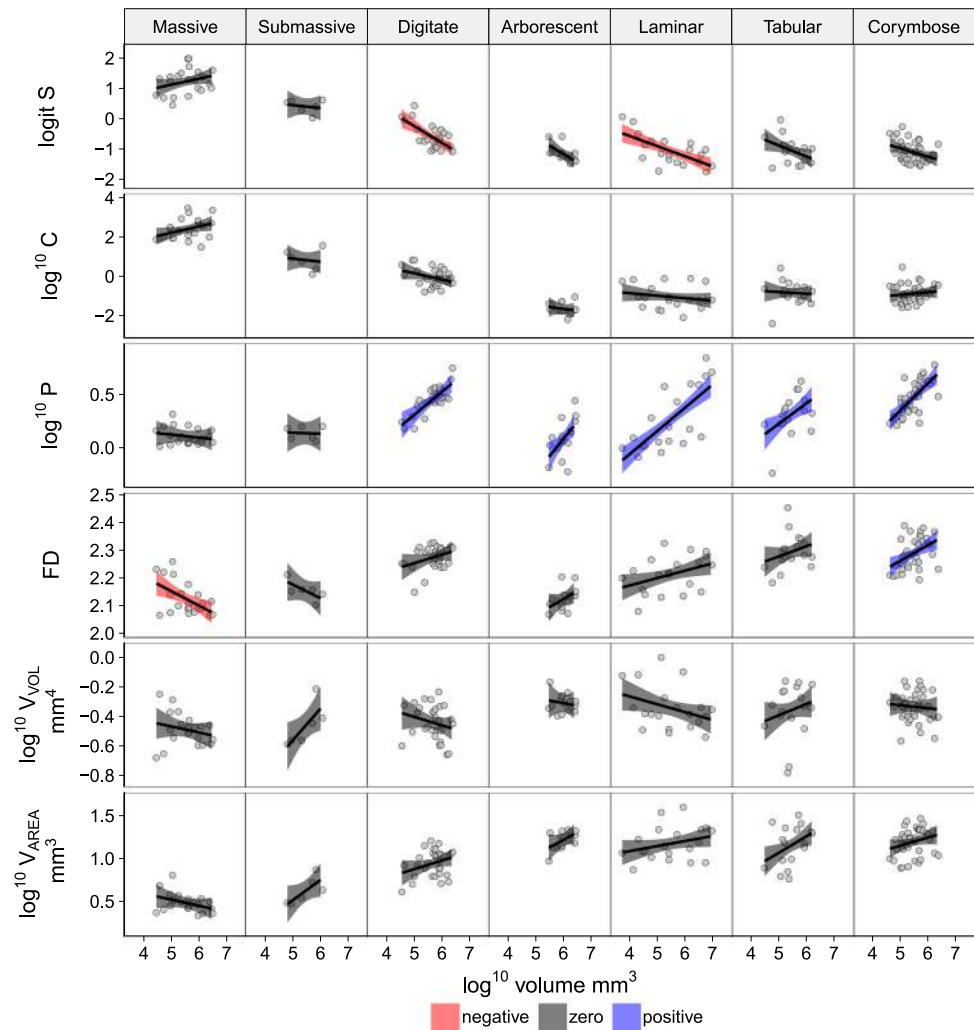 Massive Submassive Digitate Arborescent Laminar Tabular Corymbose
logit S
2
1
0
−1
−2
log¹⁰ C
4
2
0
−2
log¹⁰ P
0.5
0.0
FD
2.5
2.4
2.3
2.2
2.1
2.0
log¹⁰ V_VOL
mm⁴
0.0
−0.2
−0.4
−0.6
−0.8
log¹⁰ V_AREA
mm³
1.5
1.0
0.5
4 5 6 7 4 5 6 7 4 5 6 7 4 5 6 7 4 5 6 7 4 5 6 7 4 5 6 7
log¹⁰ volume mm³
negative zero positive